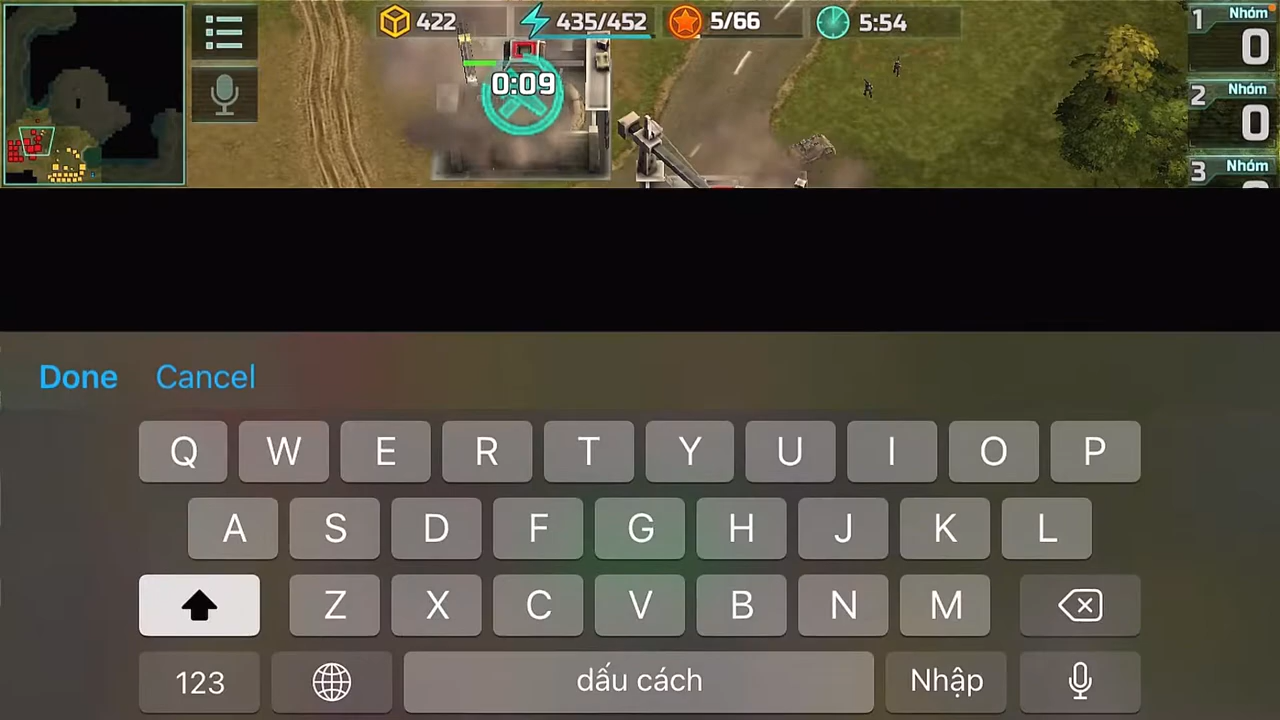 422
435/452
5/66
5:54
0:09
1 Nhóm
0
2 Nhóm
0
3 Nhóm
Done Cancel
Q W E R T Y U I O P
A S D F G H J K L
Z X C V B N M
123 dấu cách Nhập